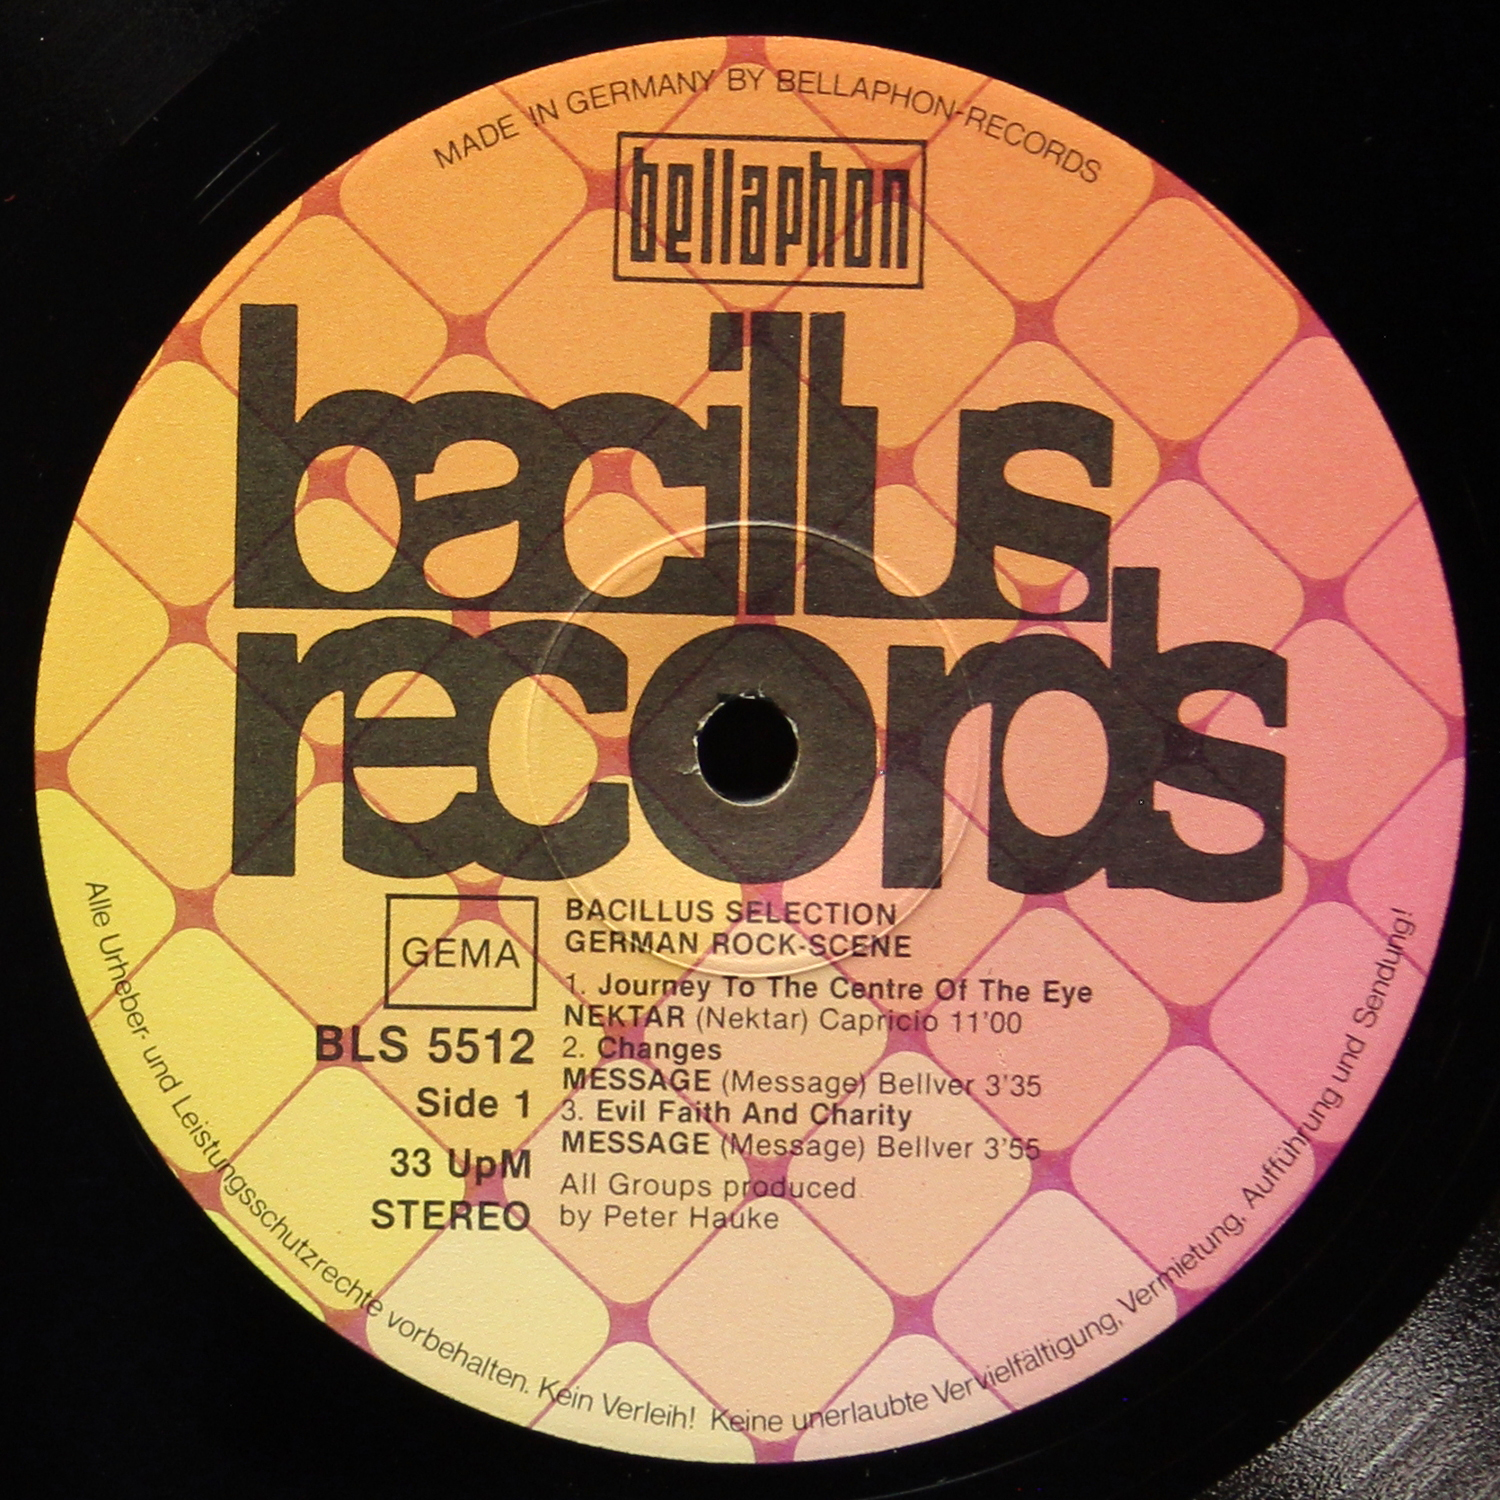 MADE IN GERMANY BY BELLAPHON-RECORDS
bellaphon
bacillus
records
GEMA
BLS 5512
Side 1
33 UpM
STEREO
BACILLUS SELECTION
GERMAN ROCK-SCENE
1. Journey To The Centre Of The Eye
NEKTAR (Nektar) Capricio 11'00
2. Changes
MESSAGE (Message) Bellver 3'35
3. Evil Faith And Charity
MESSAGE (Message) Bellver 3'55
All Groups produced
by Peter Hauke
Alle Urheber- und Leistungsschutzrechte vorbehalten. Kein Verleih! Keine unerlaubte Vervielfältigung, Vermietung, Aufführung und Sendung!